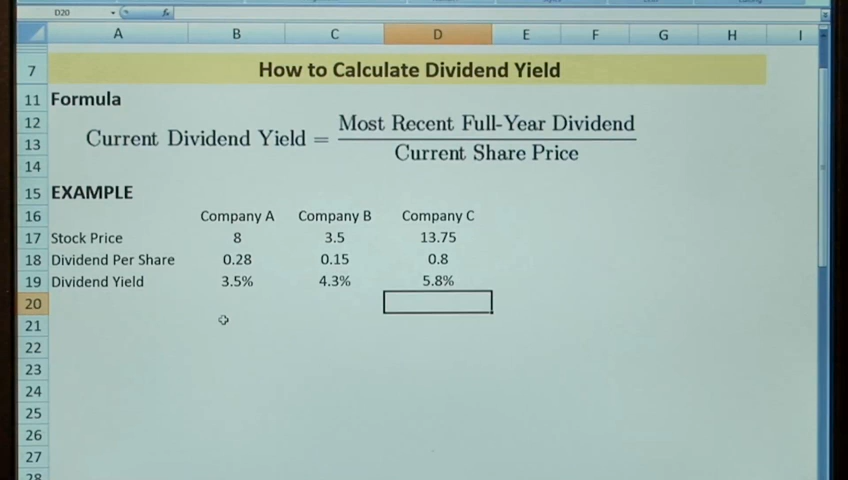 D20
fx
A B C D E F G H I
7 How to Calculate Dividend Yield
11 Formula
12 Most Recent Full-Year Dividend
13 Current Dividend Yield = Current Share Price
14
15 EXAMPLE
16 Company A Company B Company C
17 Stock Price 8 3.5 13.75
18 Dividend Per Share 0.28 0.15 0.8
19 Dividend Yield 3.5% 4.3% 5.8%
20
21
22
23
24
25
26
27
28